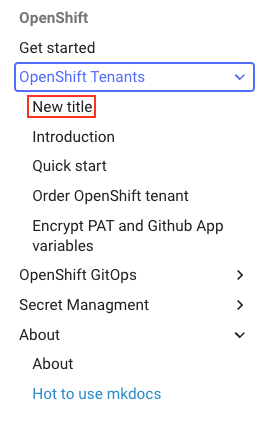 OpenShift
Get started
OpenShift Tenants
New title
Introduction
Quick start
Order OpenShift tenant
Encrypt PAT and Github App
variables
OpenShift GitOps
Secret Managment
About
About
Hot to use mkdocs